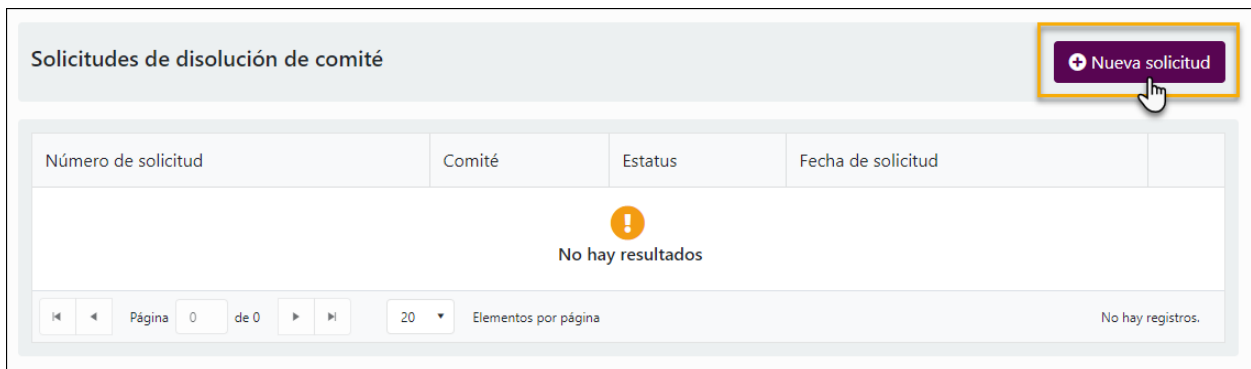 Solicitudes de disolución de comité
Nueva solicitud
Número de solicitud Comité Estatus Fecha de solicitud
No hay resultados
Página 0 de 0 20 Elementos por página No hay registros.